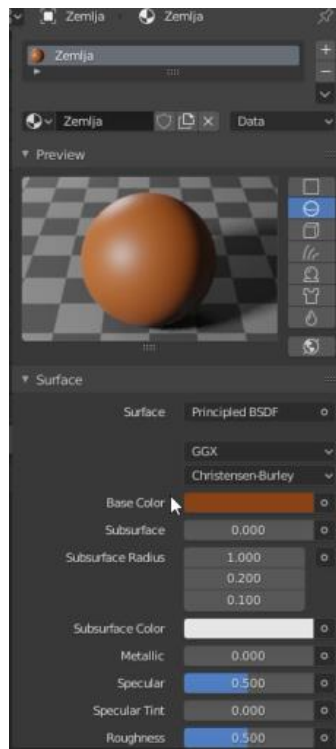 Zemlja Zemlja
Zemlja
Zemlja Data
Preview
Surface
Surface Principled BSDF
GGX
Christensen-Burley
Base Color
Subsurface 0.000
Subsurface Radius 1.000
0.200
0.100
Subsurface Color
Metallic 0.000
Specular 0.500
Specular Tint 0.000
Roughness 0.500